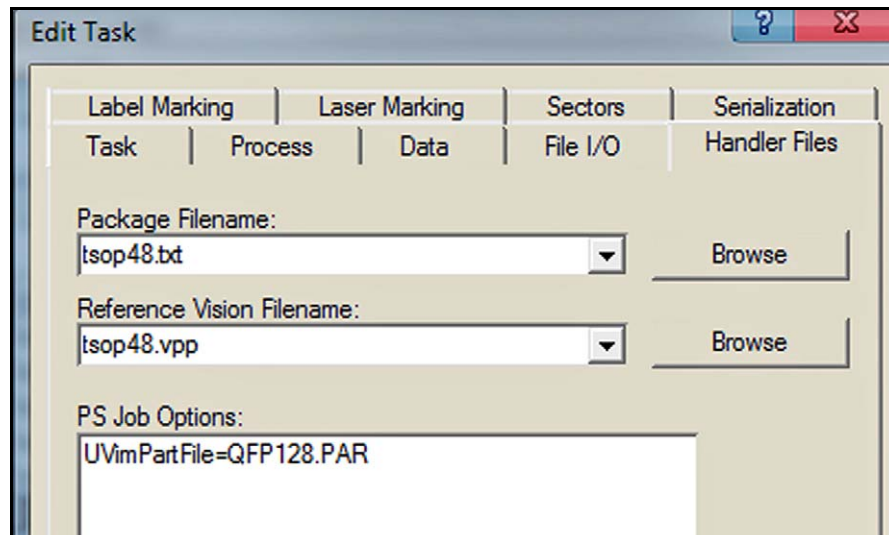 Edit Task
?
Label Marking Laser Marking Sectors Serialization
Task Process Data File I/O Handler Files
Package Filename:
tsop48.txt Browse
Reference Vision Filename:
tsop48.vpp Browse
PS Job Options:
UVimPartFile=QFP128.PAR